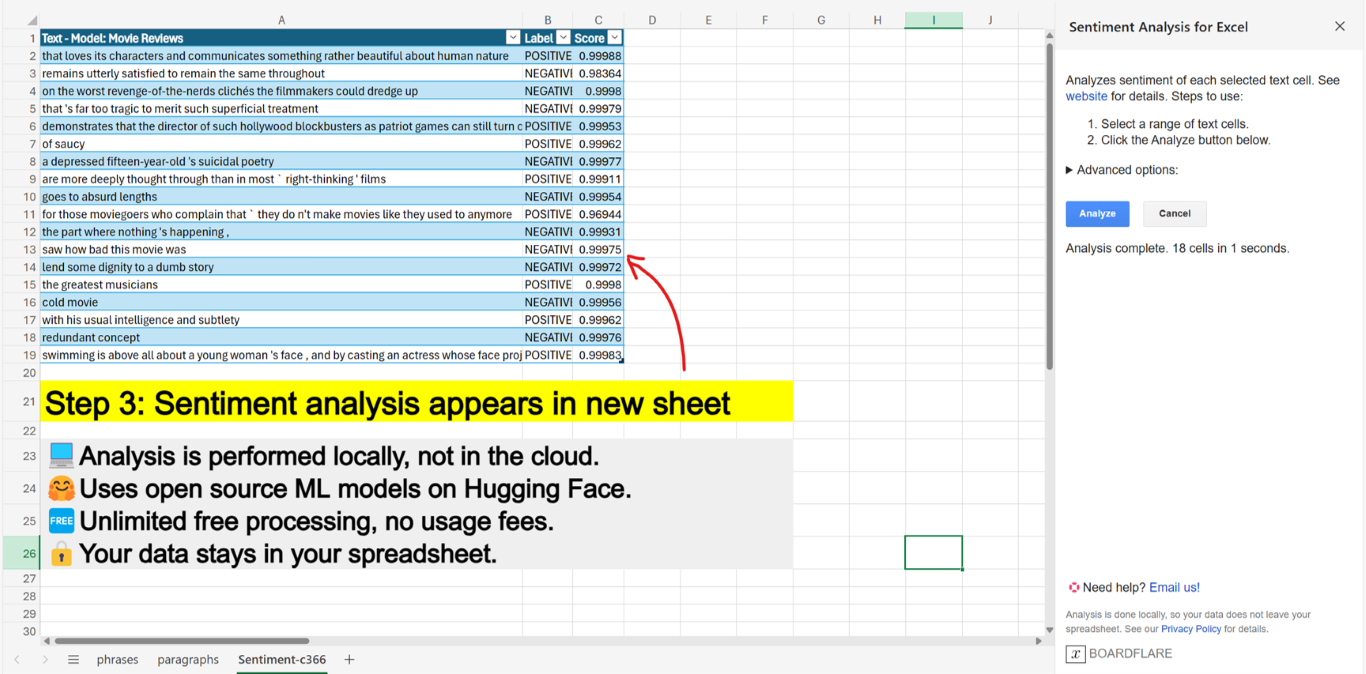 A B C D E F G H I J
1 Text - Model: Movie Reviews Label Score
2 that loves its characters and communicates something rather beautiful about human nature POSITIVE 0.99988
3 remains utterly satisfied to remain the same throughout NEGATIVI 0.98364
4 on the worst revenge-of-the-nerds clichés the filmmakers could dredge up NEGATIVI 0.9998
5 that 's far too tragic to merit such superficial treatment NEGATIVI 0.99979
6 demonstrates that the director of such hollywood blockbusters as patriot games can still turn c POSITIVE 0.99953
7 of saucy POSITIVE 0.99962
8 a depressed fifteen-year-old 's suicidal poetry NEGATIVI 0.99977
9 are more deeply thought through than in most ` right-thinking ' films POSITIVE 0.99911
10 goes to absurd lengths NEGATIVI 0.99954
11 for those moviegoers who complain that ` they do n't make movies like they used to anymore POSITIVE 0.96944
12 the part where nothing 's happening , NEGATIVI 0.99931
13 saw how bad this movie was NEGATIVI 0.99975
14 lend some dignity to a dumb story NEGATIVI 0.99972
15 the greatest musicians POSITIVE 0.9998
16 cold movie NEGATIVI 0.99956
17 with his usual intelligence and subtlety POSITIVE 0.99962
18 redundant concept NEGATIVI 0.99976
19 swimming is above all about a young woman 's face , and by casting an actress whose face proj POSITIVE 0.99983
20
21 Step 3: Sentiment analysis appears in new sheet
22
23 Analysis is performed locally, not in the cloud.
24 Uses open source ML models on Hugging Face.
25 FREE Unlimited free processing, no usage fees.
26 Your data stays in your spreadsheet.
27
28
29
30
phrases paragraphs Sentiment-c366
Sentiment Analysis for Excel
Analyzes sentiment of each selected text cell. See
website for details. Steps to use:
1. Select a range of text cells.
2. Click the Analyze button below.
Advanced options:
Analyze Cancel
Analysis complete. 18 cells in 1 seconds.
Need help? Email us!
Analysis is done locally, so your data does not leave your
spreadsheet. See our Privacy Policy for details.
x BOARDFLARE